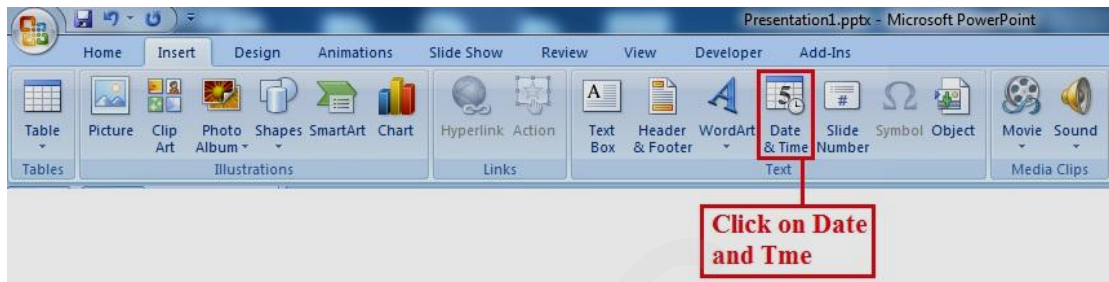 Presentation1.pptx - Microsoft PowerPoint
Home Insert Design Animations Slide Show Review View Developer Add-Ins
Table Picture Clip Photo Shapes SmartArt Chart Hyperlink Action Text Header WordArt Date Slide Symbol Object Movie Sound
Art Album Box & Footer & Time Number
Tables Illustrations Links Text Media Clips
Click on Date
and Tme